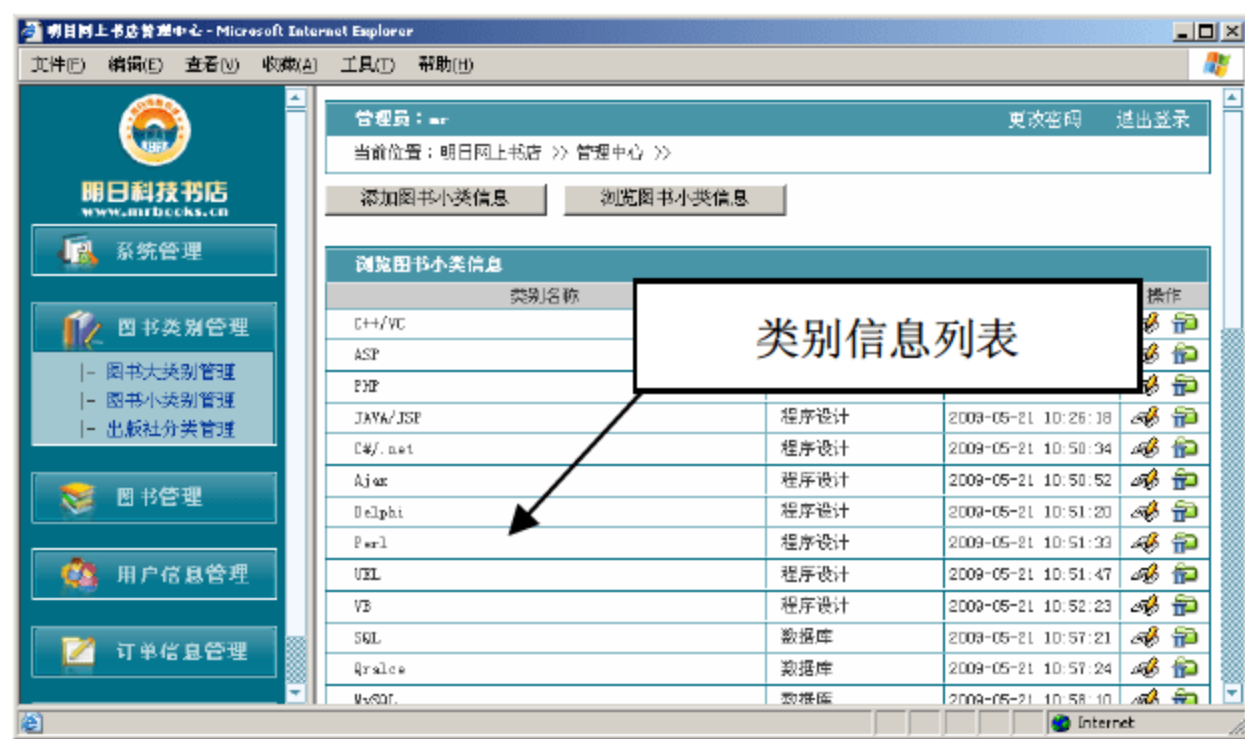 明日网上书店管理中心 - Microsoft Internet Explorer
文件(F) 编辑(E) 查看(V) 收藏(A) 工具(T) 帮助(H)
明日科技书店
www.mrbooks.cn
系统管理
图书类别管理
|- 图书大类别管理
|- 图书小类别管理
|- 出版社分类管理
图书管理
用户信息管理
订单信息管理
管理员：mr 更改密码 退出登录
当前位置：明日网上书店 >> 管理中心 >>
添加图书小类信息 浏览图书小类信息
浏览图书小类信息
类别名称 操作
类别信息列表
C++/VC
ASP
PHP
JAVA/JSP 程序设计 2009-05-21 10:26:18
C#/.net 程序设计 2009-05-21 10:50:34
Ajax 程序设计 2009-05-21 10:50:52
Delphi 程序设计 2009-05-21 10:51:20
Perl 程序设计 2009-05-21 10:51:33
程序设计 2009-05-21 10:51:47
VB 程序设计 2009-05-21 10:52:23
SQL 数据库 2009-05-21 10:57:21
Qralce 数据库 2009-05-21 10:57:24
MySQL 数据库 2009-05-21 10:58:10
Internet